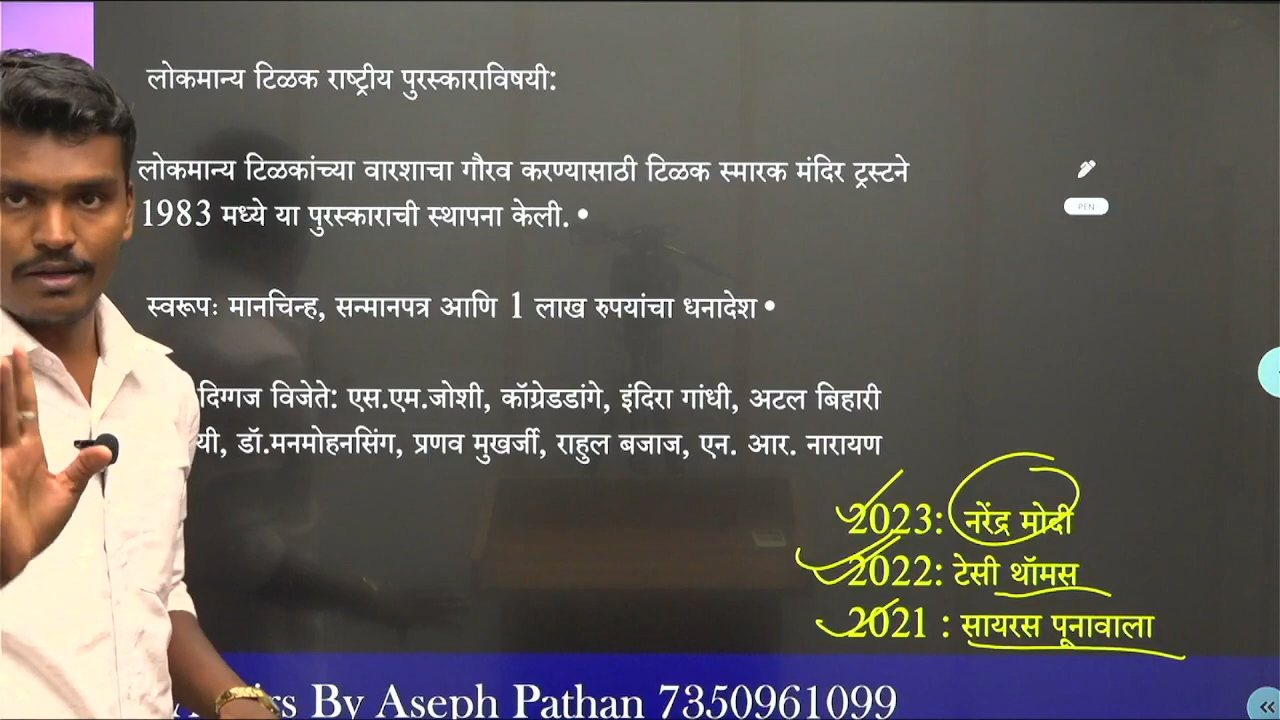 लोकमान्य टिळक राष्ट्रीय पुरस्काराविषयी:
लोकमान्य टिळकांच्या वारशाचा गौरव करण्यासाठी टिळक स्मारक मंदिर ट्रस्टने
1983 मध्ये या पुरस्काराची स्थापना केली. •
PEN
स्वरूपः मानचिन्ह, सन्मानपत्र आणि 1 लाख रुपयांचा धनादेश •
दिग्गज विजेते: एस.एम.जोशी, कॉग्रेडडांगे, इंदिरा गांधी, अटल बिहारी
यी, डॉ.मनमोहनसिंग, प्रणव मुखर्जी, राहुल बजाज, एन. आर. नारायण
2023: नरेंद्र मोदी
2022: टेसी थॉमस
2021 : सायरस पूनावाला
By Aseph Pathan 7350961099